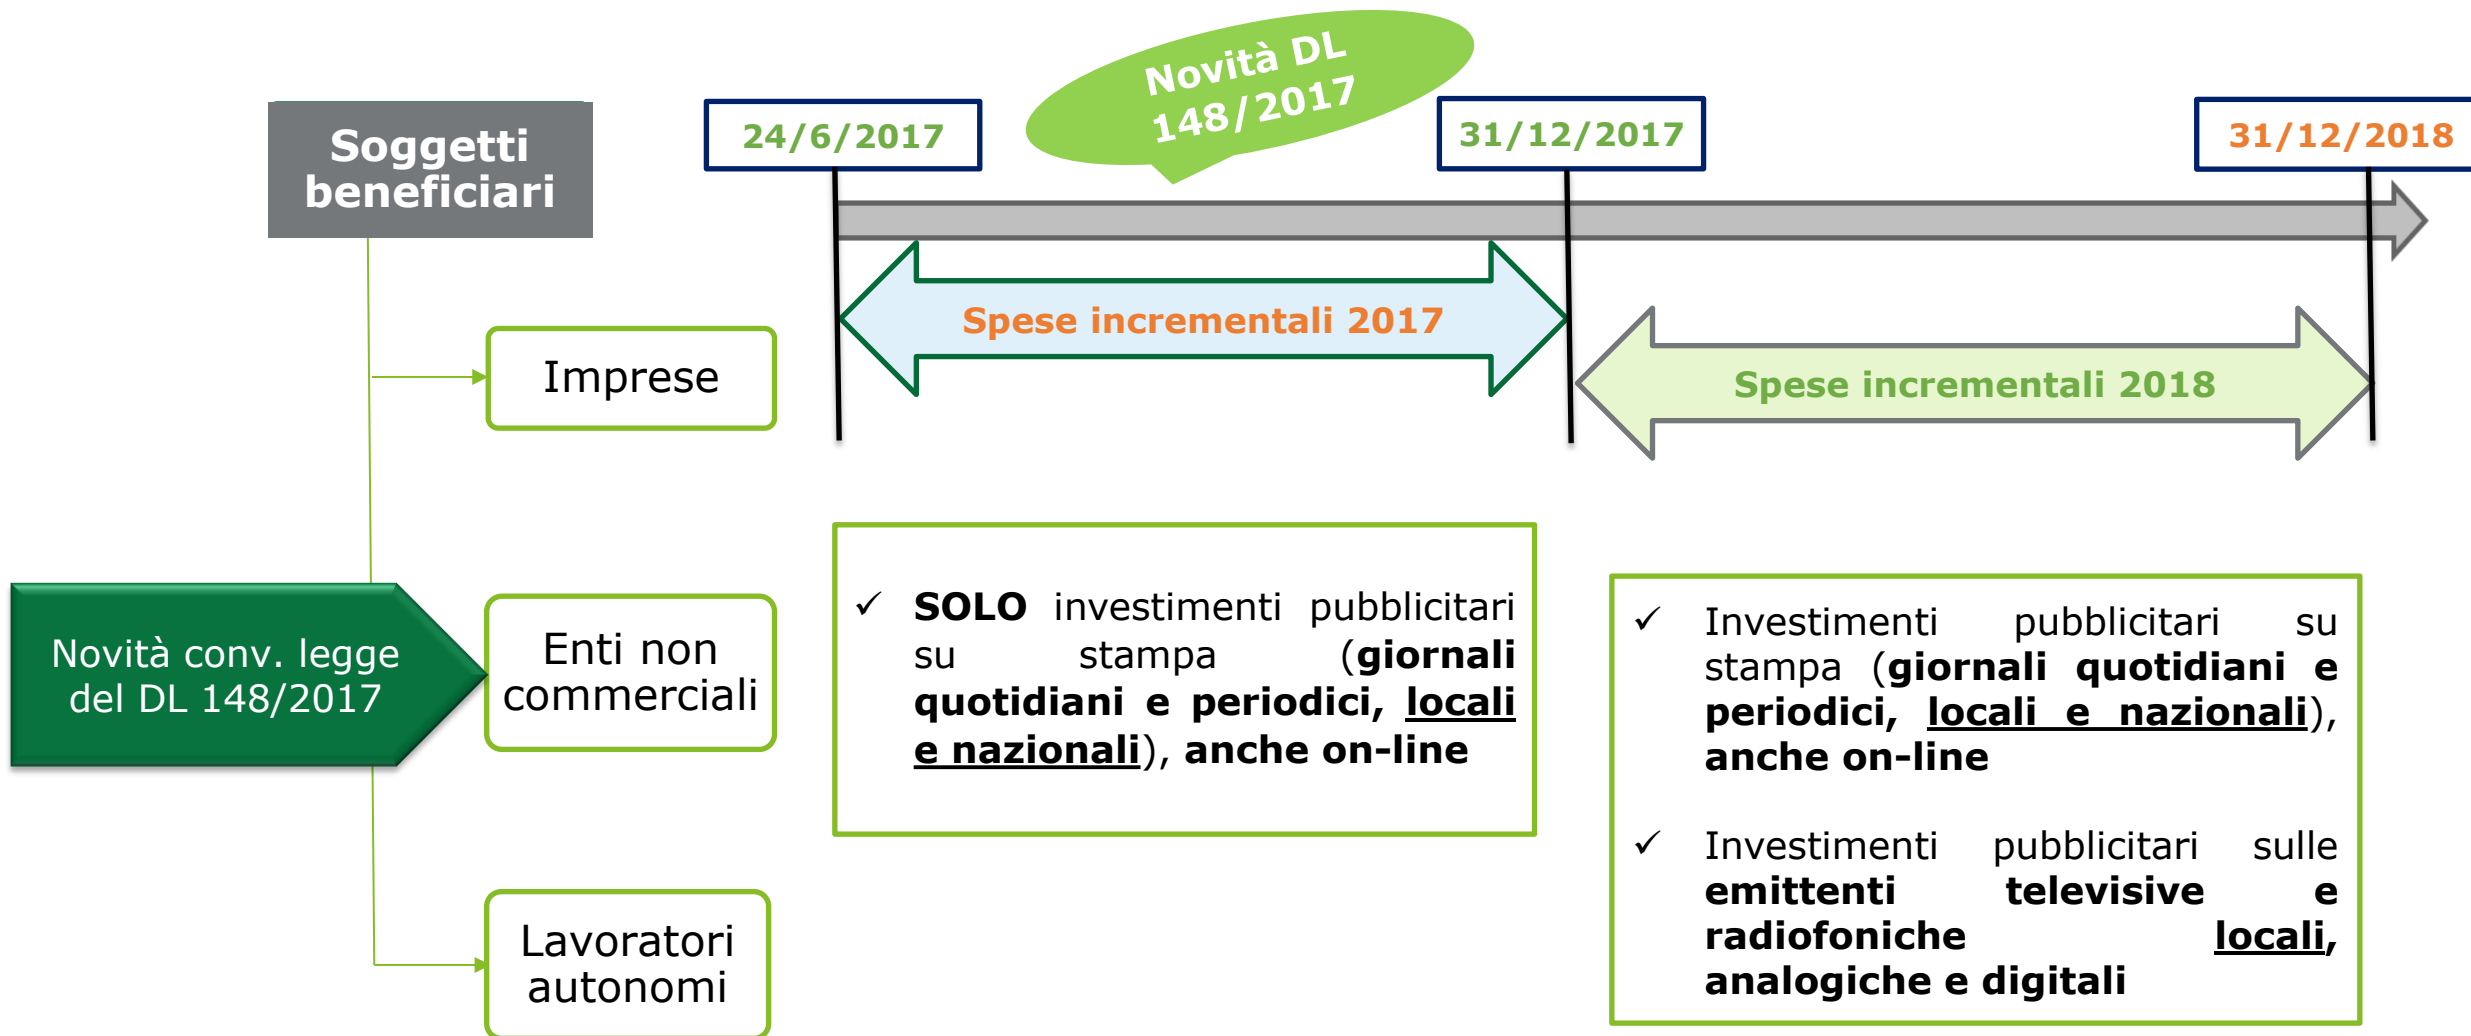 Novità DL
148/2017
Soggetti
beneficiari
24/6/2017
31/12/2017
31/12/2018
Spese incrementali 2017
Spese incrementali 2018
Imprese
Novità conv. legge
del DL 148/2017
Enti non
commerciali
Lavoratori
autonomi
✓ SOLO investimenti pubblicitari
su stampa (giornali
quotidiani e periodici, locali
e nazionali), anche on-line
✓ Investimenti pubblicitari su
stampa (giornali quotidiani e
periodici, locali e nazionali),
anche on-line
✓ Investimenti pubblicitari sulle
emittenti televisive e
radiofoniche locali,
analogiche e digitali